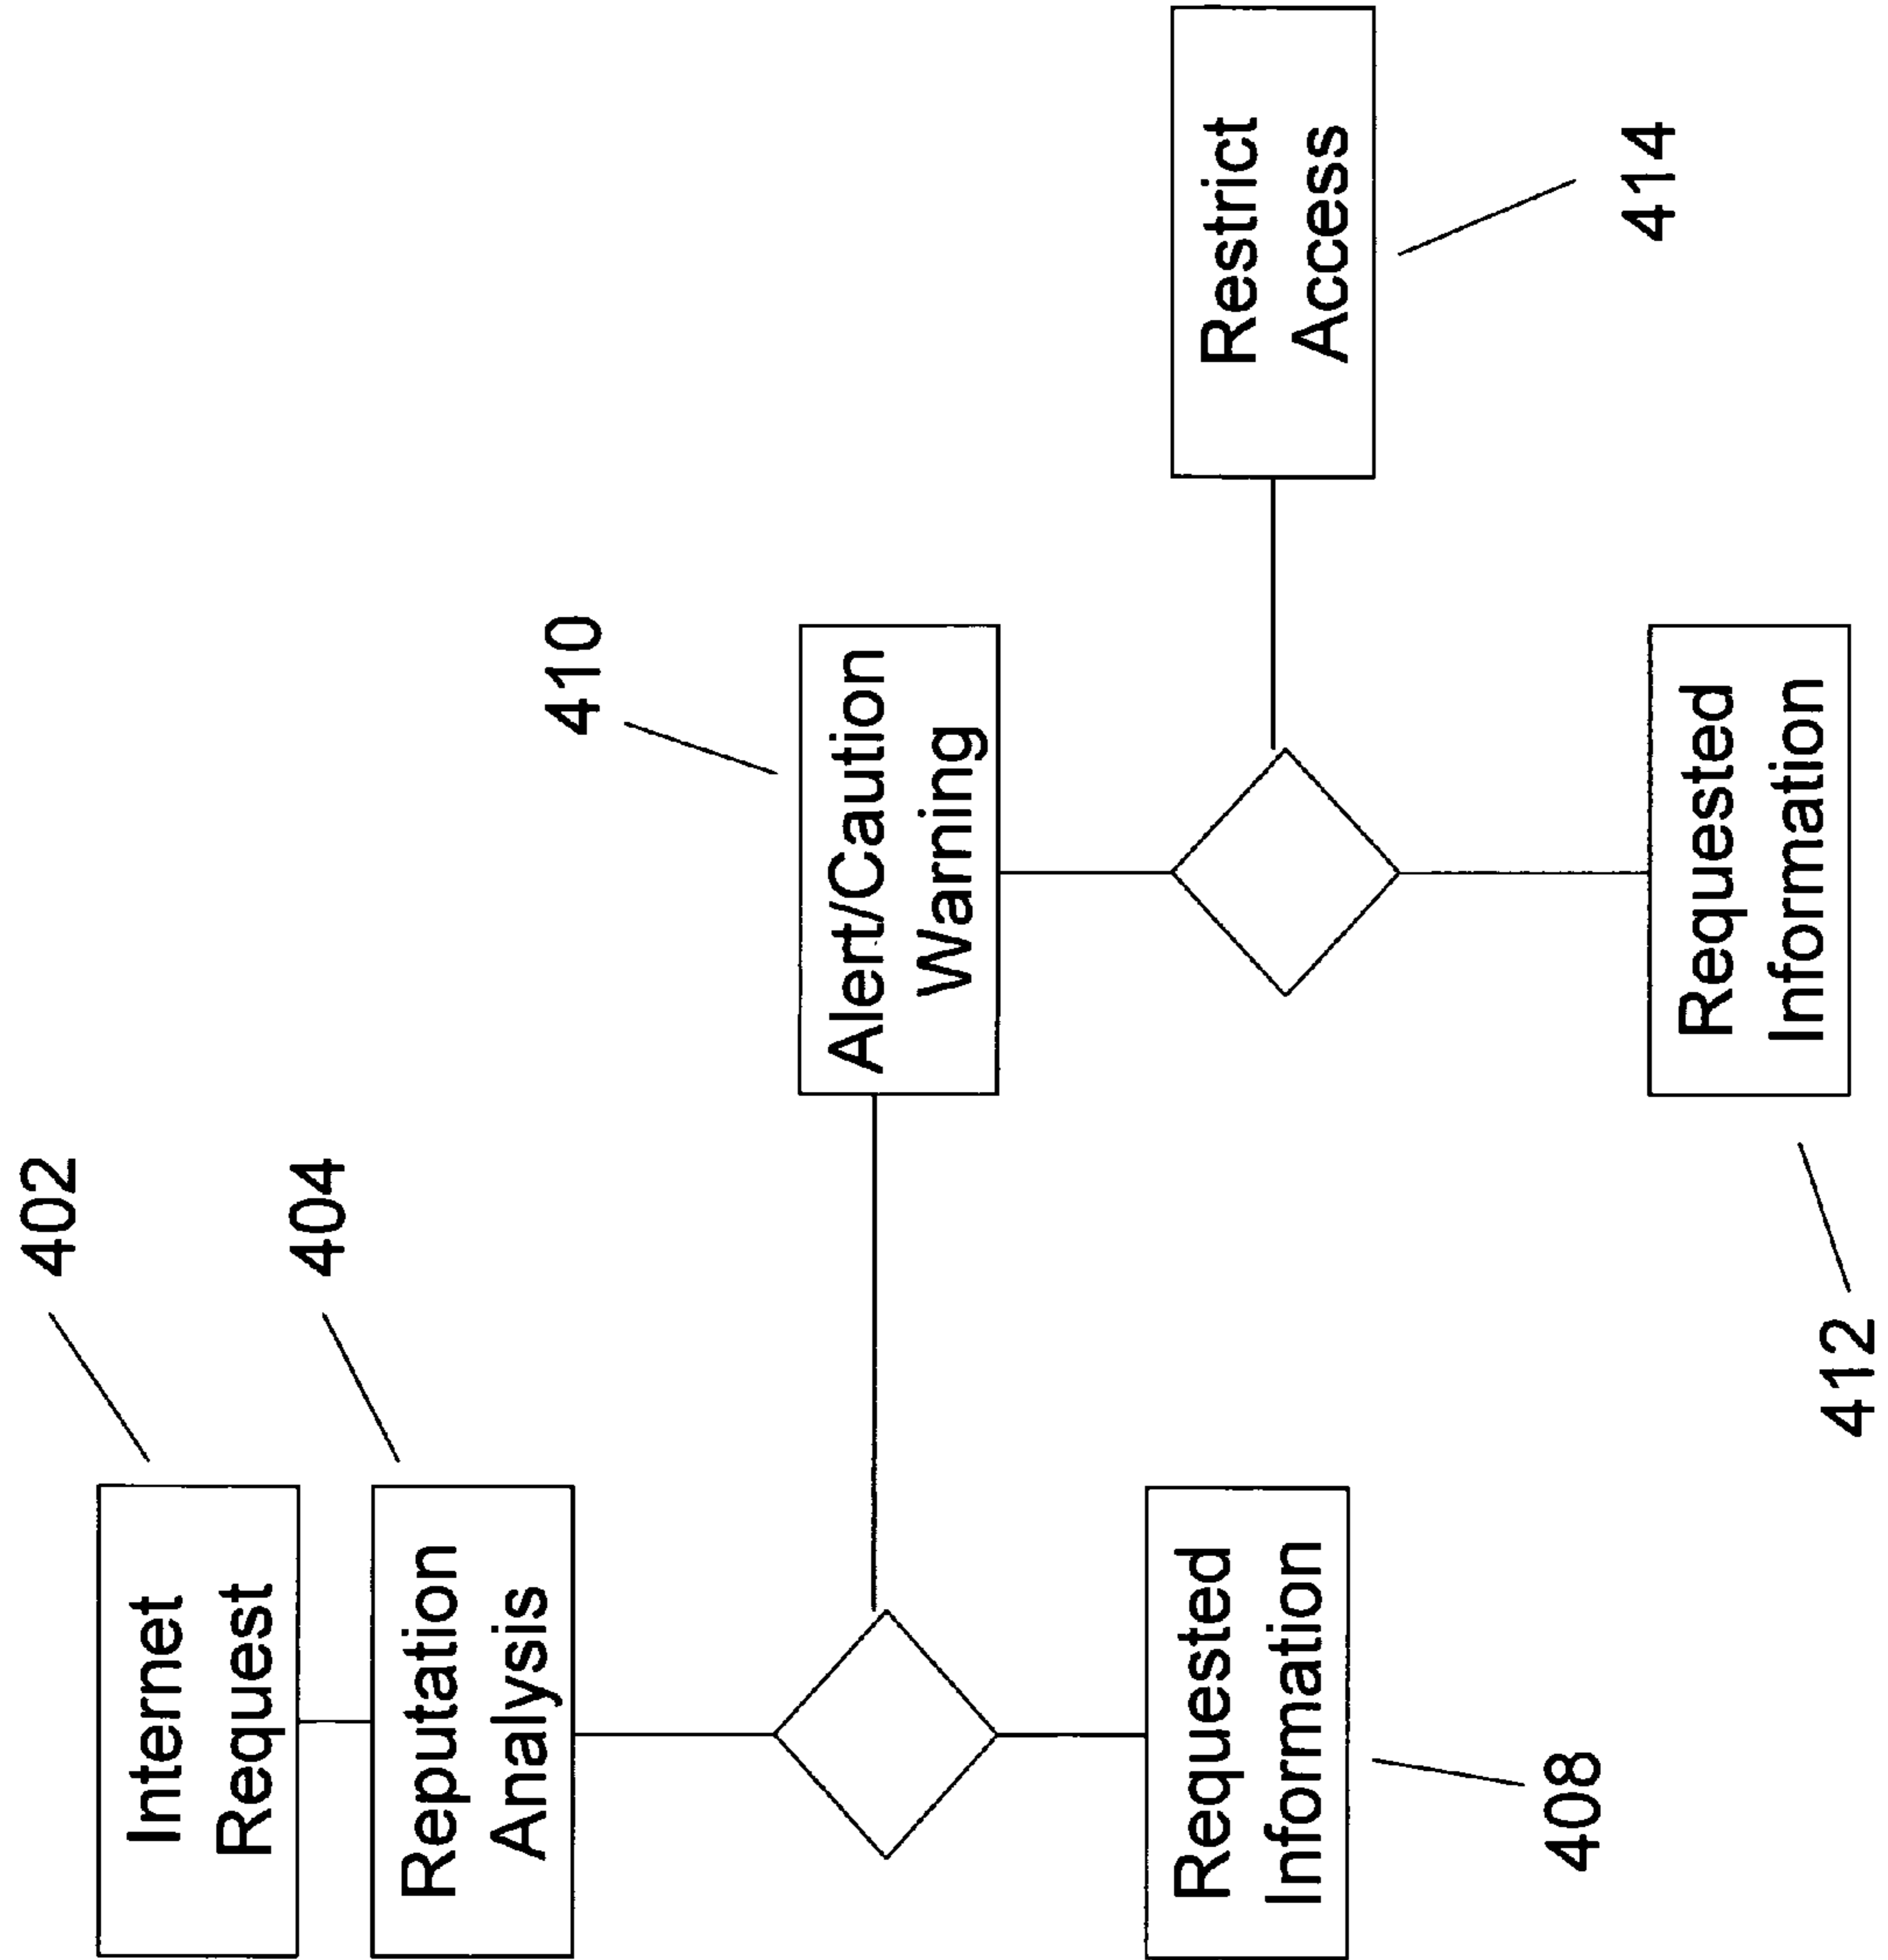 402
Internet
Request
404
Reputation
Analysis
410
Alert/Caution
Warning
Requested
Information
408
Restrict
Access
414
Requested
Information
412